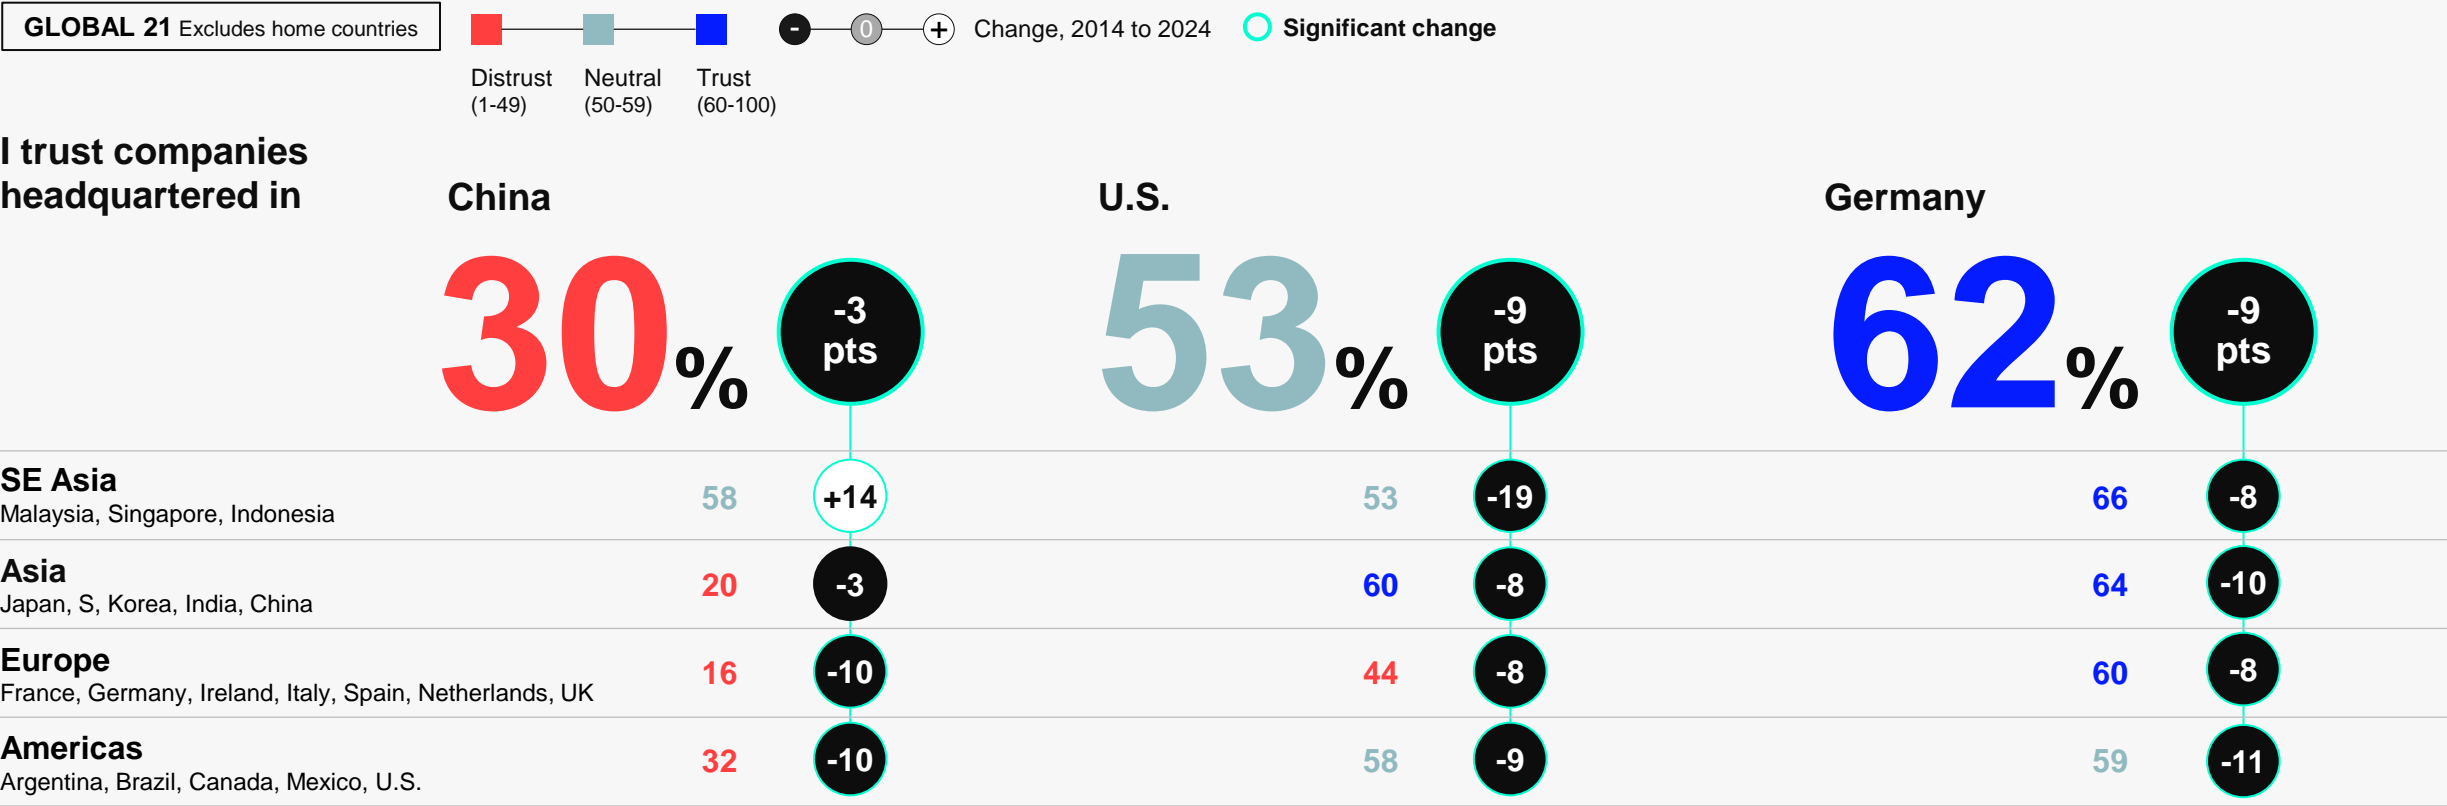 GLOBAL 21 Excludes home countries
- 0 + Change, 2014 to 2024
Significant change
Distrust Neutral Trust
(1-49) (50-59) (60-100)
I trust companies
headquartered in
China U.S. Germany
30% -3 pts 53% -9 pts 62% -9 pts
SE Asia
Malaysia, Singapore, Indonesia
58 +14 53 -19 66 -8
Asia
Japan, S, Korea, India, China
20 -3 60 -8 64 -10
Europe
France, Germany, Ireland, Italy, Spain, Netherlands, UK
16 -10 44 -8 60 -8
Americas
Argentina, Brazil, Canada, Mexico, U.S.
32 -10 58 -9 59 -11